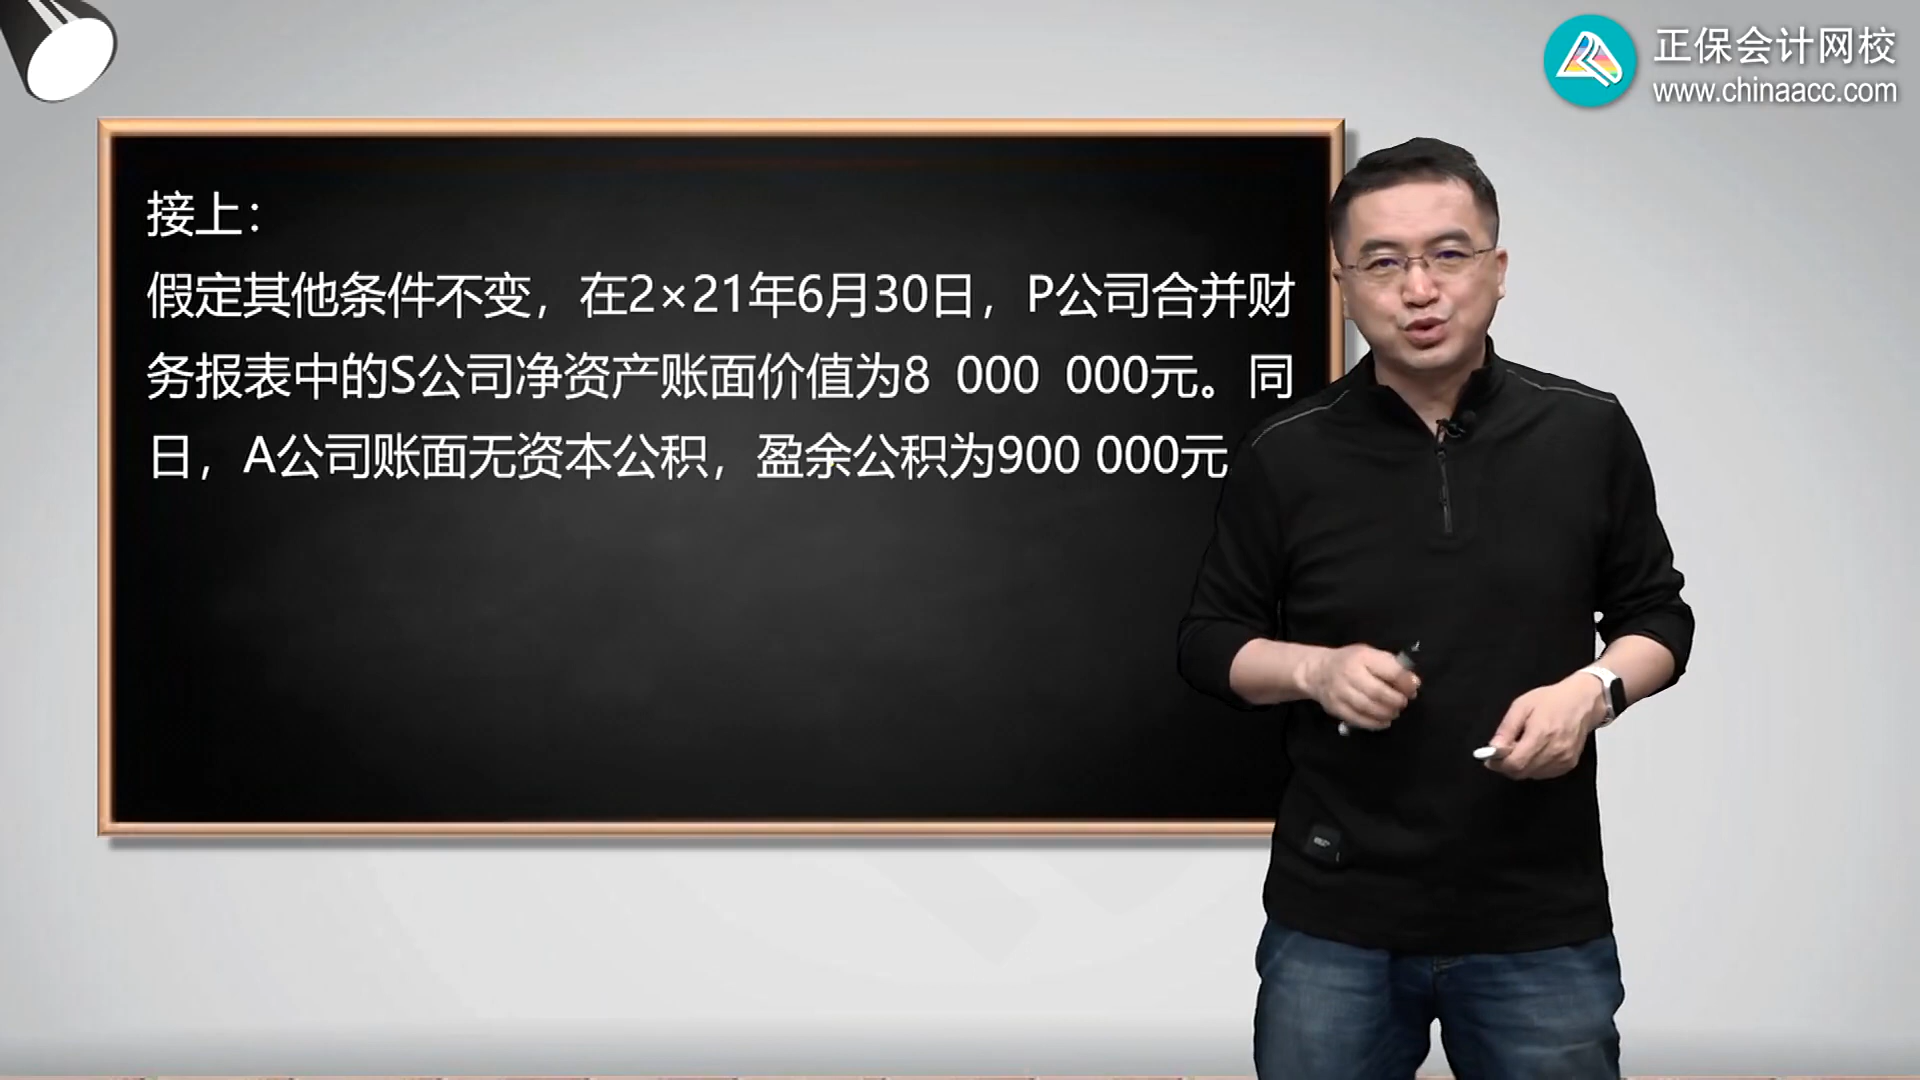 正保会计网校
www.chinaacc.com
接上：
假定其他条件不变，在2×21年6月30日，P公司合并财
务报表中的S公司净资产账面价值为8 000 000元。同
日，A公司账面无资本公积，盈余公积为900 000元